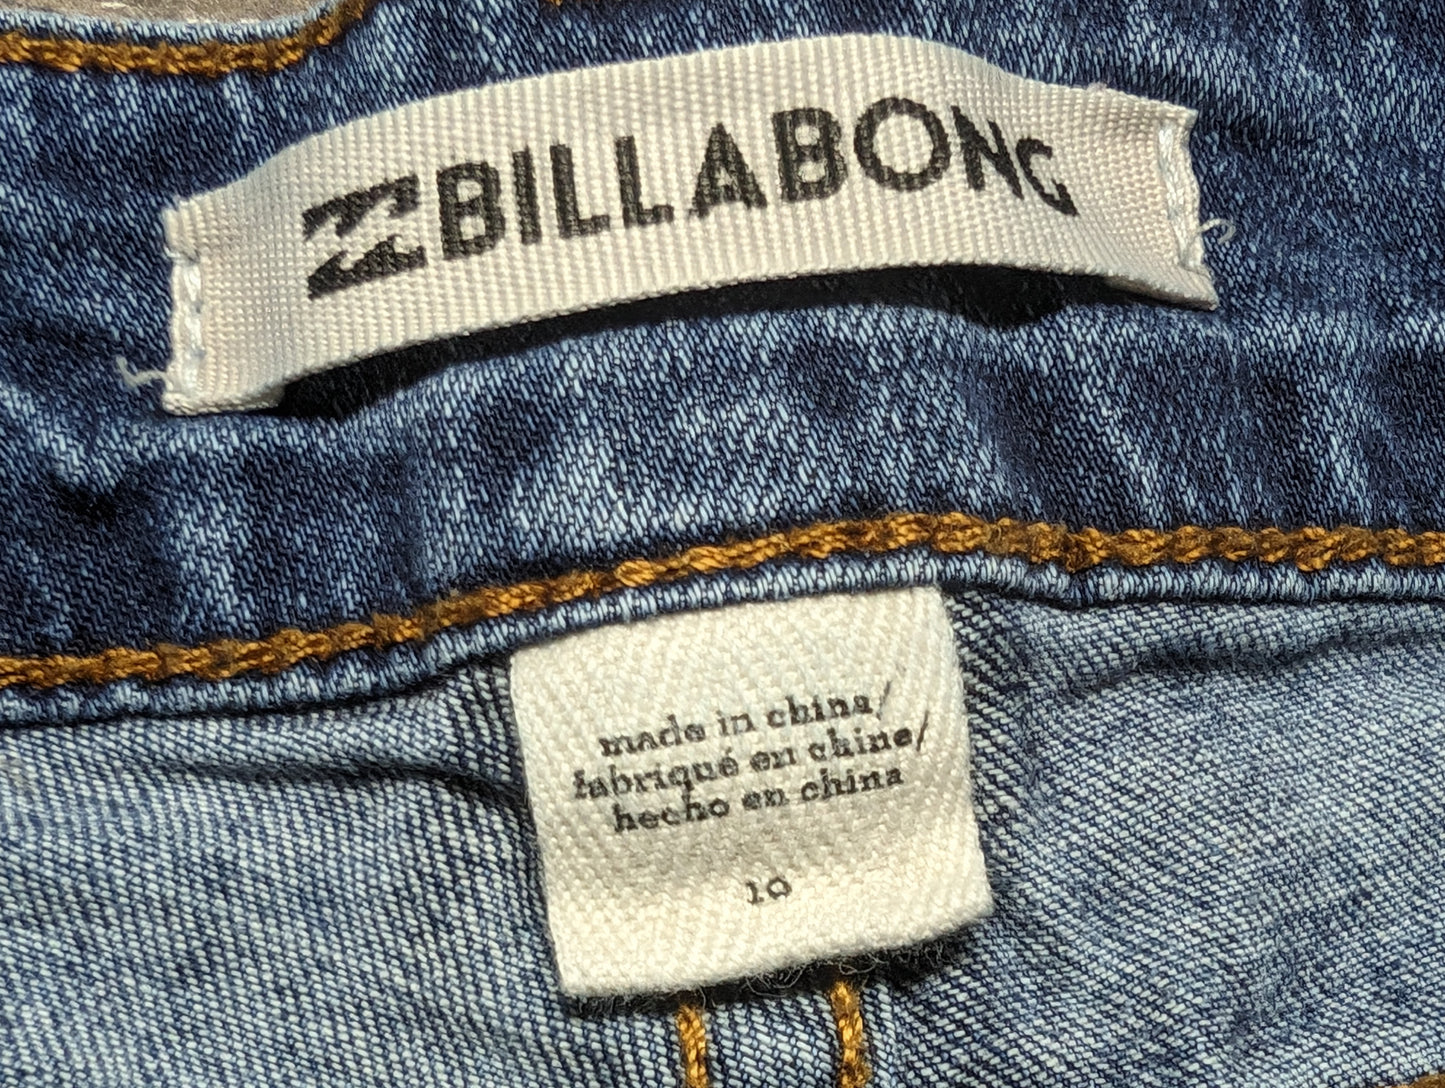 BILLABONG
made in china/
fabriqué en chine/
hecho en china
10